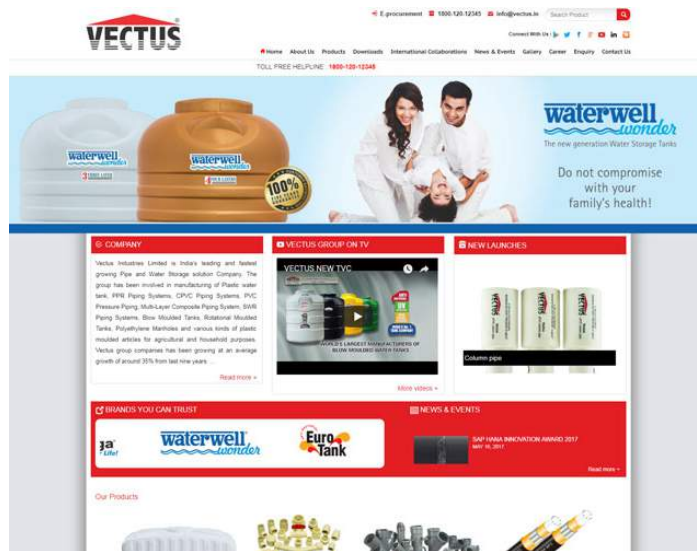 VECTUS
E.procurement 1800-120-12345 info@vectus.in Search Product
Connect With Us :
Home About Us Products Downloads International Collaborations News & Events Gallery Career Enquiry Contact Us
TOLL FREE HELPLINE 1800-120-12345
waterwell
wonder
waterwell
wonder
100%
waterwell
wonder
The new generation Water Storage Tanks
Do not compromise
with your
family's health!
COMPANY
Vectus Industries Limited is India's leading and fastest
growing Pipe and Water Storage solution Company. The
group has been involved in manufacturing of Plastic water
tank, PPR Piping Systems, CPVC Piping Systems, PVC
Pressure Piping, Multi-Layer Composite Piping System, SWR
Piping Systems, Blow Moulded Tanks, Rotational Moulded
Tanks, Polyethylene Manholes and various kinds of plastic
moulded articles for agricultural and household purposes.
Vectus group companies has been growing at an average
growth of around 35% from last nine years. ...
Read more »
VECTUS GROUP ON TV
VECTUS NEW TVC
WORLD'S LARGEST MANUFACTURERS OF
BLOW MOULDING WATER TANKS
More videos »
NEW LAUNCHES
VECTUS
Column pipe
BRANDS YOU CAN TRUST
Life!
waterwell
wonder
Euro
Tank
NEWS & EVENTS
SAP HANA INNOVATION AWARD 2017
MAY 16, 2017
Read more »
Our Products